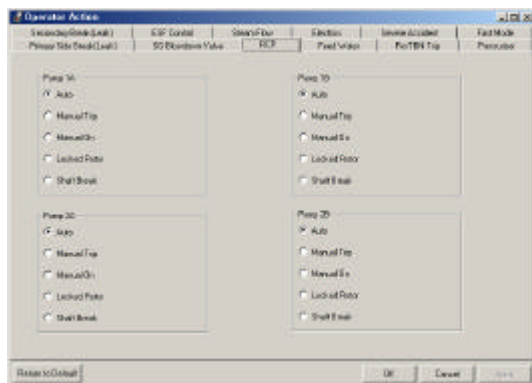 Operator Action
Secondary Break(Leak) ESF Control Steam Flow Electrics Severe Accident Fast Mode
Primary Side Break(Leak) SG Blowdown Valve RCP Feed Water Rx/TBN Trip Pressurizer
Pump 1A
Auto
Manual Trip
Manual On
Locked Rotor
Shaft Break
Pump 1B
Auto
Manual Trip
Manual On
Locked Rotor
Shaft Break
Pump 2A
Auto
Manual Trip
Manual On
Locked Rotor
Shaft Break
Pump 2B
Auto
Manual Trip
Manual On
Locked Rotor
Shaft Break
Return to Default OK Cancel